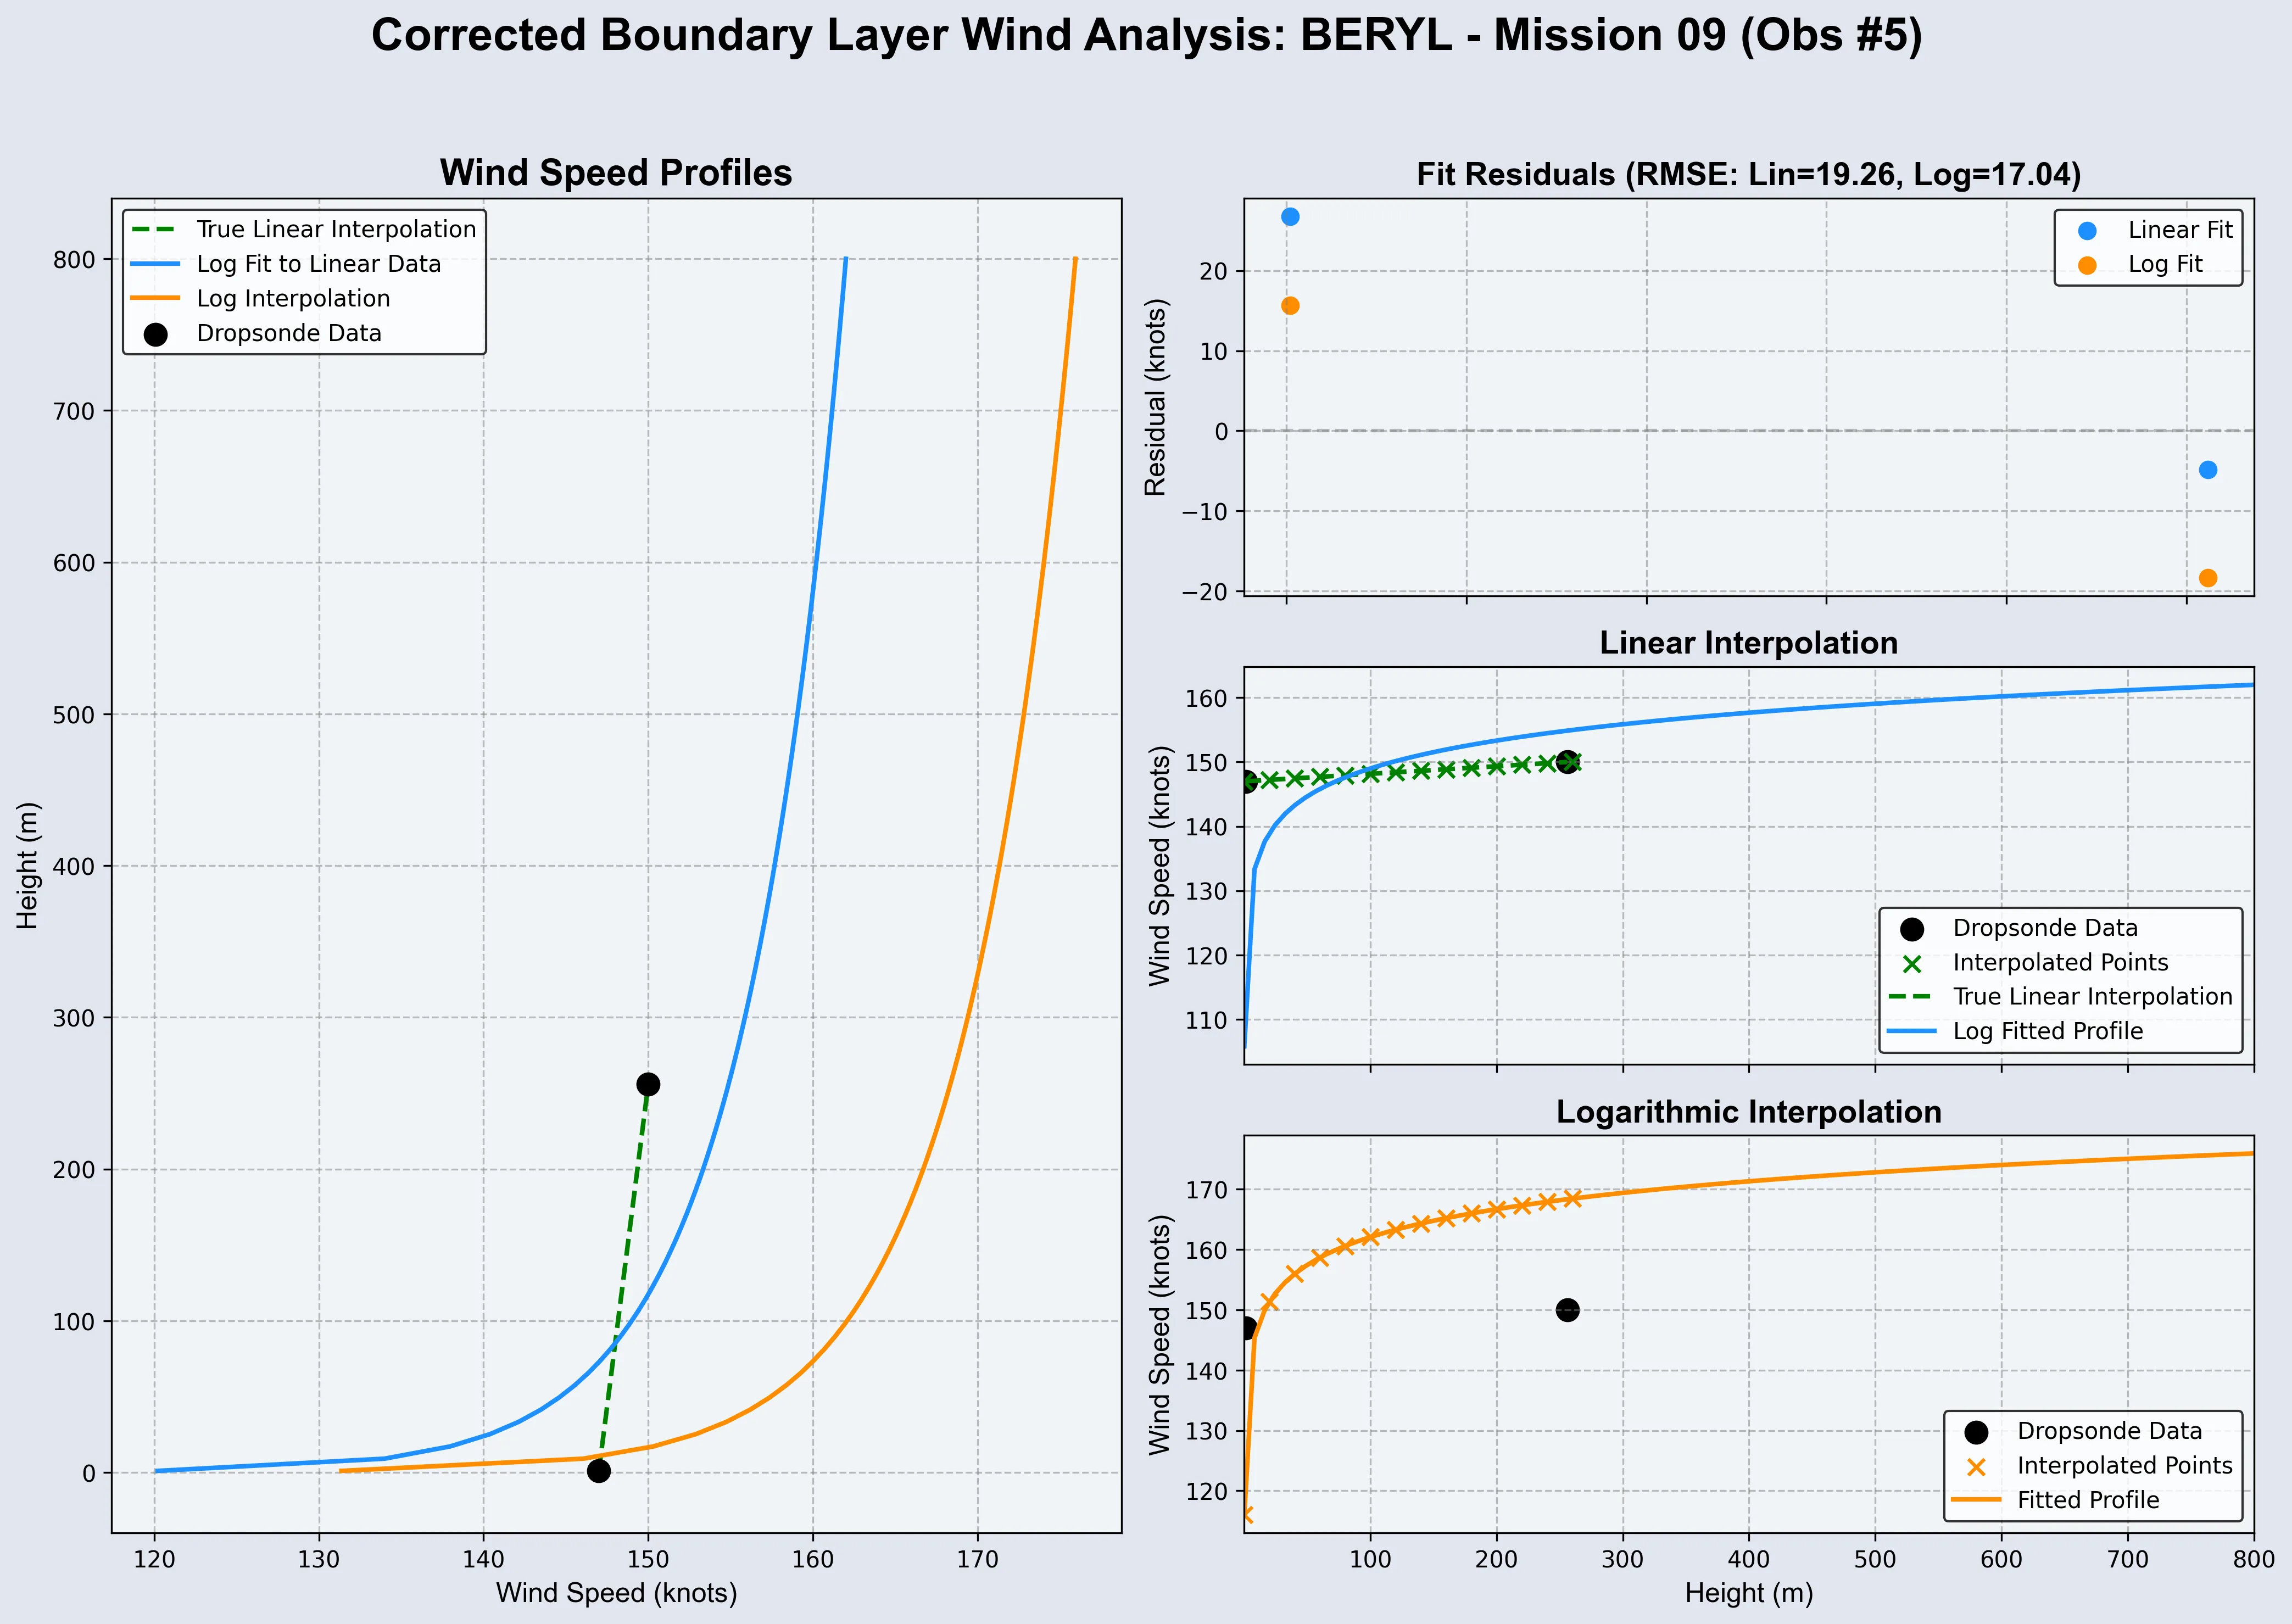 Corrected Boundary Layer Wind Analysis: BERYL - Mission 09 (Obs #5)
Wind Speed Profiles
True Linear Interpolation
Log Fit to Linear Data
Log Interpolation
Dropsonde Data
800
700
600
500
400
300
200
100
0
Height (m)
120 130 140 150 160 170
Wind Speed (knots)
Fit Residuals (RMSE: Lin=19.26, Log=17.04)
Linear Fit
Log Fit
20
10
0
−10
−20
Residual (knots)
Linear Interpolation
160
150
140
130
120
110
Wind Speed (knots)
Dropsonde Data
Interpolated Points
True Linear Interpolation
Log Fitted Profile
Logarithmic Interpolation
170
160
150
140
130
120
Wind Speed (knots)
Dropsonde Data
Interpolated Points
Fitted Profile
100 200 300 400 500 600 700 800
Height (m)